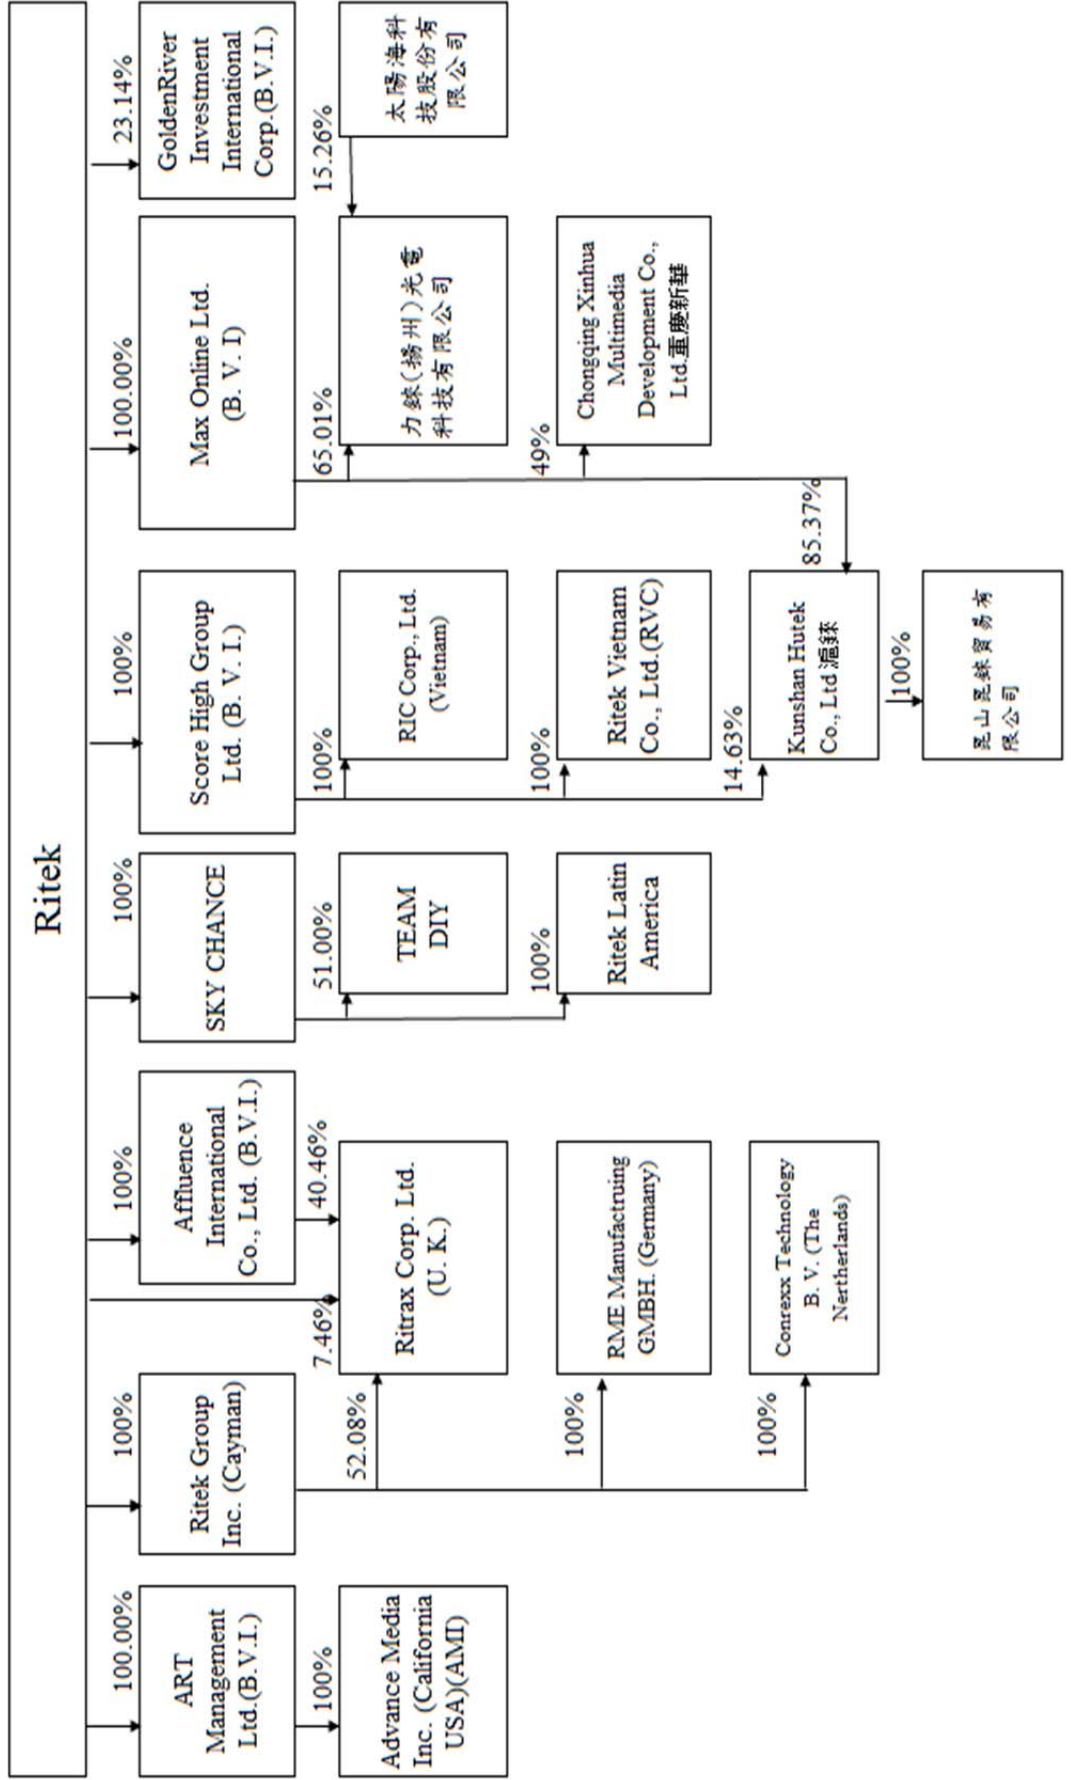 Ritek
100.00%
100%
100%
100%
100%
100.00%
23.14%
ART
Management
Ltd.(B.V.I.)
Ritek Group
Inc. (Cayman)
Affluence
International
Co., Ltd. (B.V.I.)
SKY CHANCE
Score High Group
Ltd. (B. V. I.)
Max Online Ltd.
(B. V. I)
GoldenRiver
Investment
International
Corp.(B.V.I.)
100%
52.08%
7.46%
40.46%
51.00%
100%
65.01%
15.26%
Advance Media
Inc. (California
USA)(AMI)
Ritrax Corp. Ltd.
(U. K.)
TEAM
DIY
RIC Corp., Ltd.
(Vietnam)
力錸(揚州)光電
科技有限公司
太陽海科
技股份有
限公司
100%
100%
100%
49%
RME Manufactruing
GMBH. (Germany)
Ritek Latin
America
Ritek Vietnam
Co., Ltd.(RVC)
Chongqing Xinhua
Multimedia
Development Co.,
Ltd.重慶新華
100%
14.63%
85.37%
Conrexx Technology
B. V. (The
Nertherlands)
Kunshan Hutek
Co., Ltd 滬錸
100%
昆山昆錸貿易有
限公司